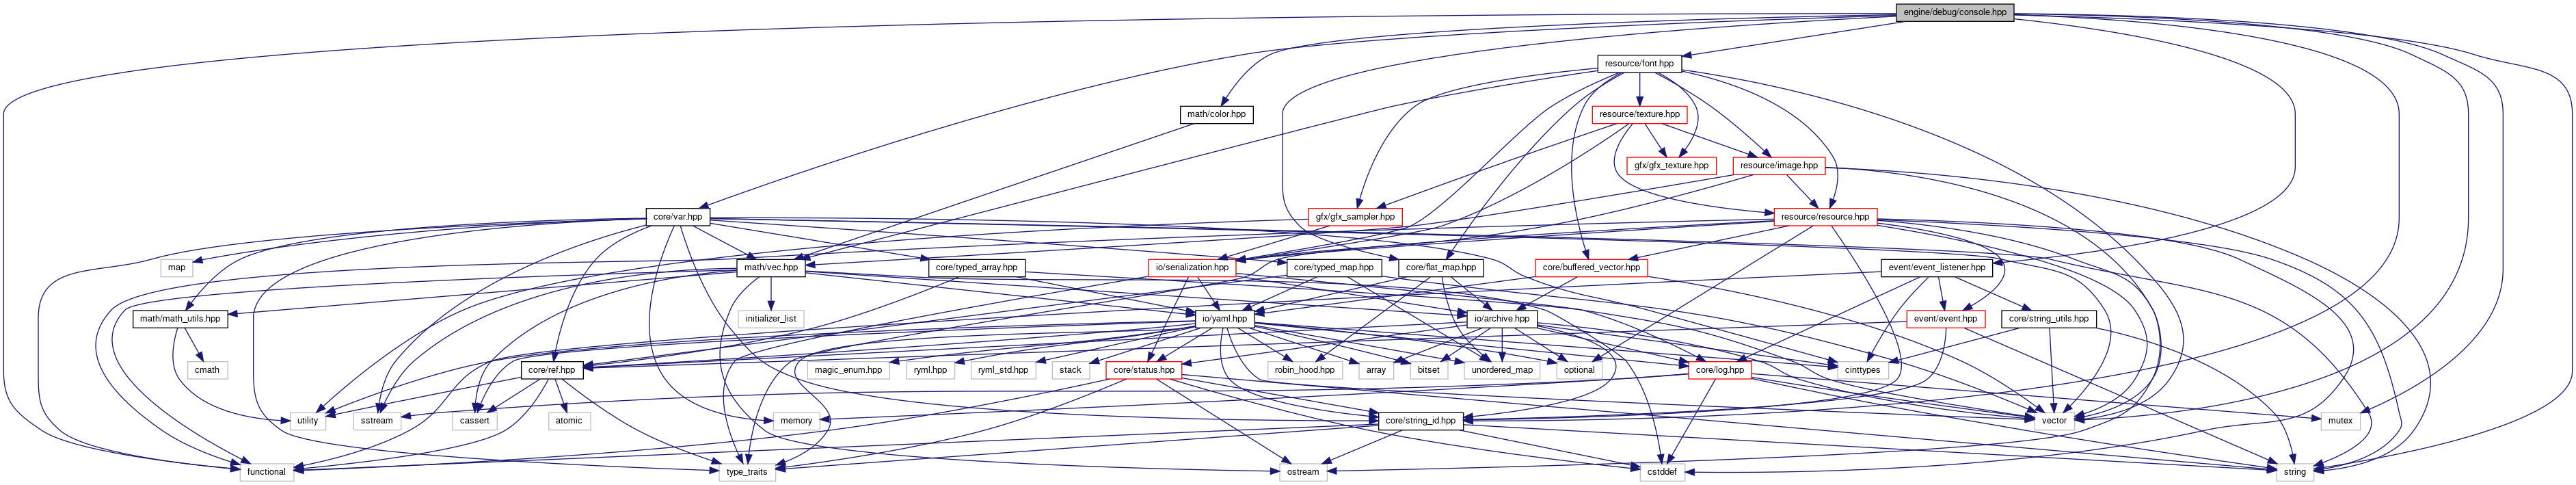 engine/debug/console.hpp
resource/font.hpp
math/color.hpp
resource/texture.hpp
gfx/gfx_texture.hpp
resource/image.hpp
core/var.hpp
gfx/gfx_sampler.hpp
resource/resource.hpp
map
math/vec.hpp
core/typed_array.hpp
io/serialization.hpp
core/typed_map.hpp
core/flat_map.hpp
core/buffered_vector.hpp
event/event_listener.hpp
math/math_utils.hpp
initializer_list
io/yaml.hpp
io/archive.hpp
event/event.hpp
core/string_utils.hpp
cmath
core/ref.hpp
magic_enum.hpp
ryml.hpp
ryml_std.hpp
stack
core/status.hpp
robin_hood.hpp
array
bitset
unordered_map
optional
core/log.hpp
cinttypes
utility
sstream
cassert
atomic
memory
core/string_id.hpp
vector
mutex
functional
type_traits
ostream
cstddef
string